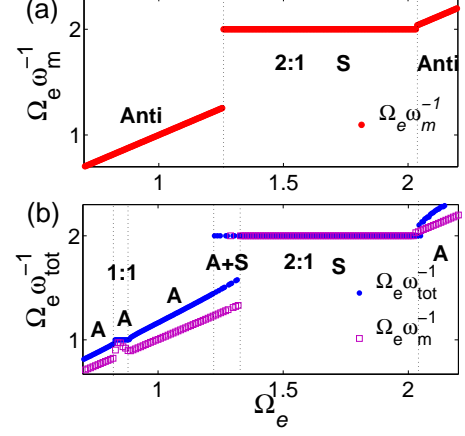 (a)
Ω_e ω_m^{-1}
2
1
Anti
2:1 S
Anti
Ω_e ω_m^{-1}
1 1.5 2
(b)
Ω_e ω_tot^{-1}
2
1
1:1
A A A
A+S
2:1 S
A
Ω_e ω_tot^{-1}
Ω_e ω_m^{-1}
1 1.5 2
Ω_e